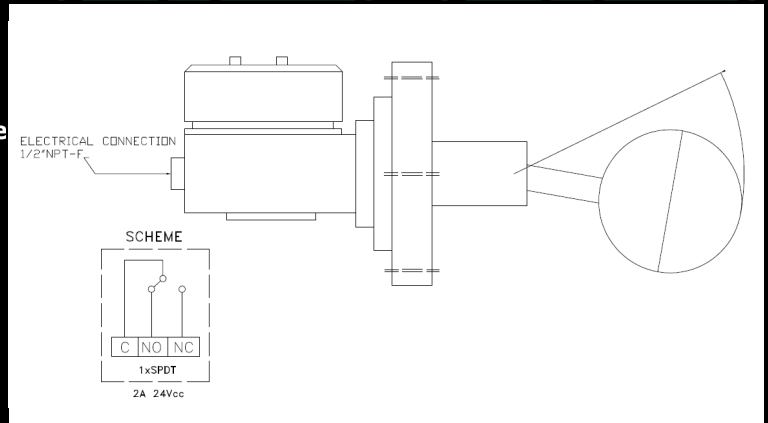 e
ELECTRICAL CONNECTION
1/2"NPT-F
SCHEME
C NO NC
1xSPDT
2A 24Vcc